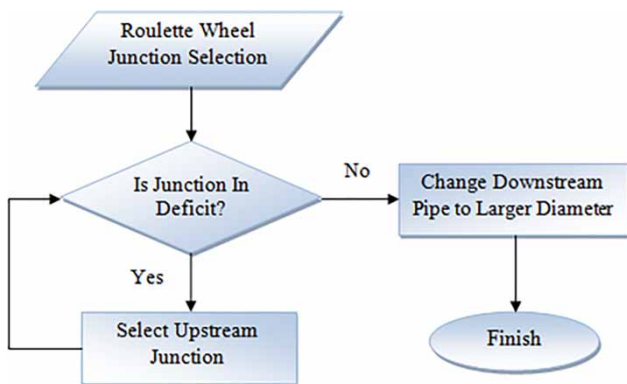 Roulette Wheel
Junction Selection
Is Junction In
Deficit?
No
Change Downstream
Pipe to Larger Diameter
Yes
Select Upstream
Junction
Finish